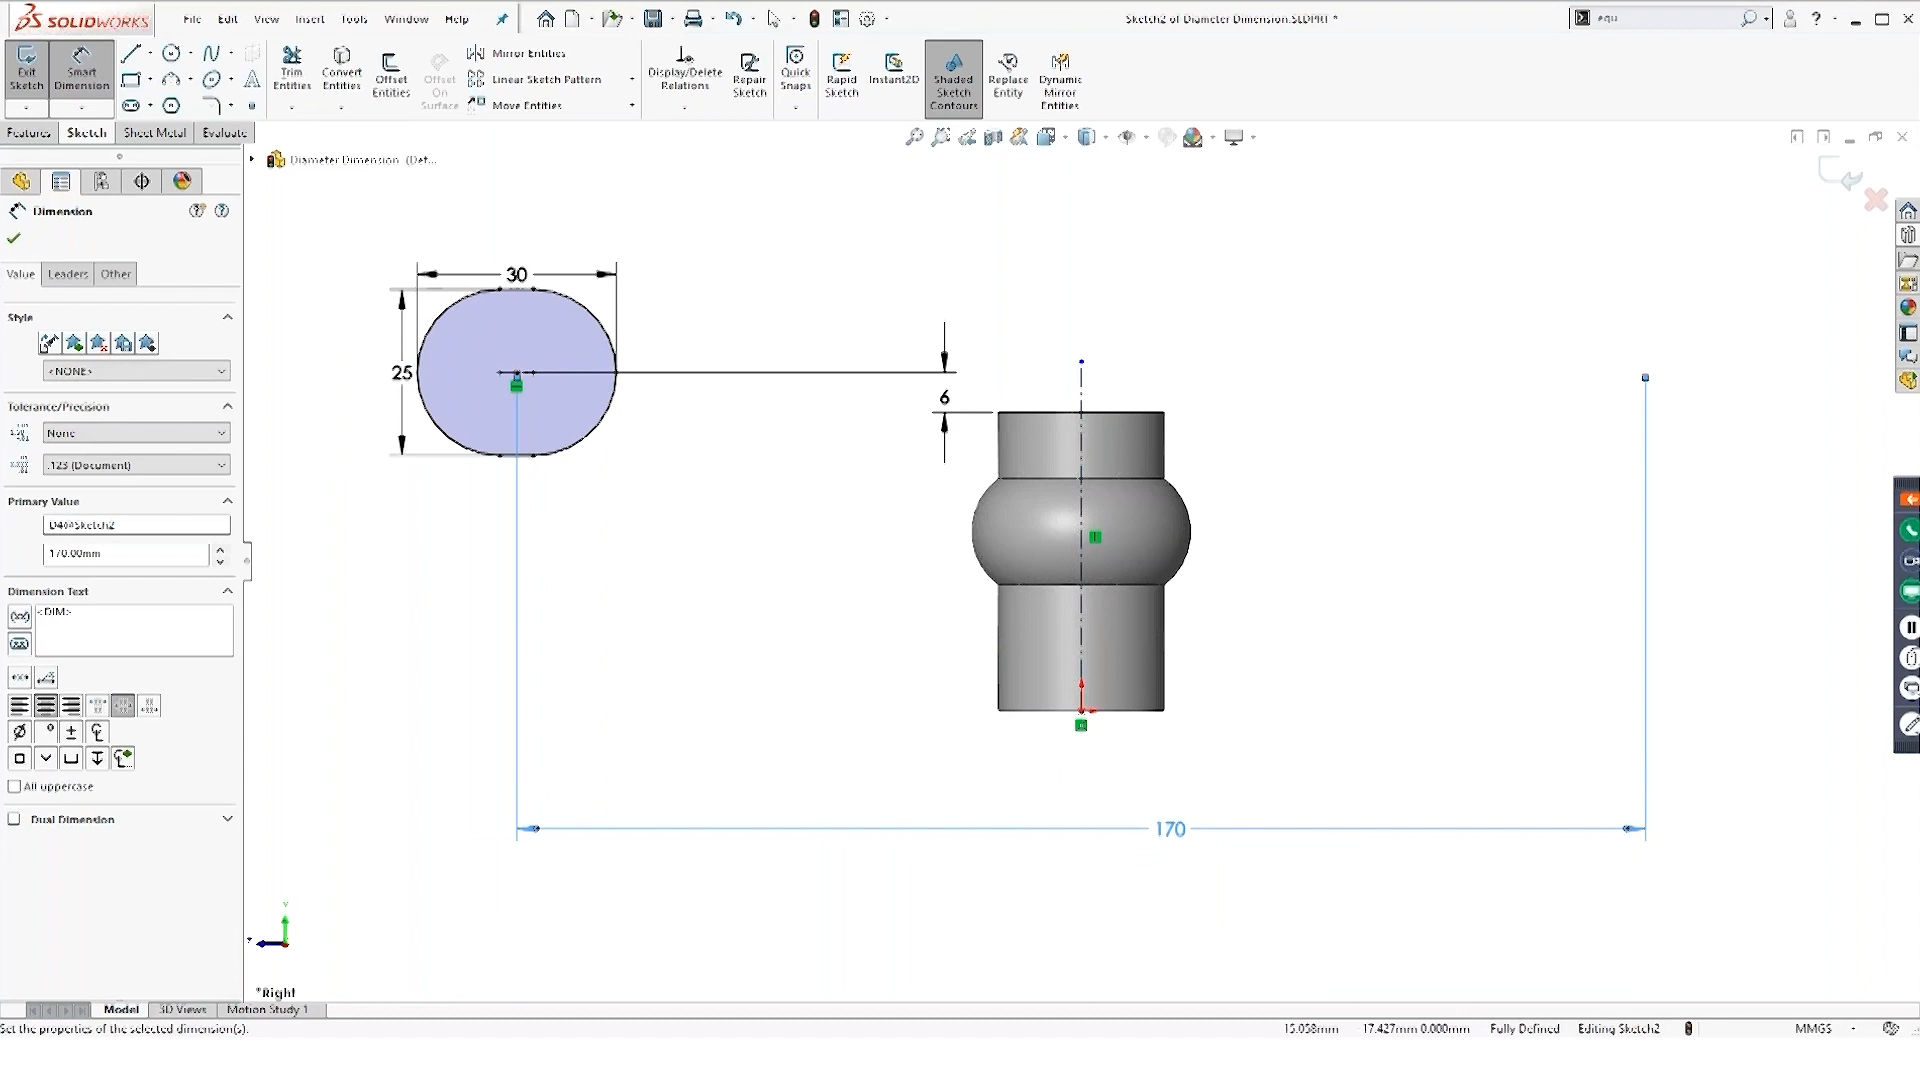 SOLIDWORKS
File Edit View Insert Tools Window Help
Sketch2 of Diameter Dimension.SLDPRT *
equ
Exit Sketch
Smart Dimension
Trim Entities
Convert Entities
Offset Entities
Offset On Surface
Mirror Entities
Linear Sketch Pattern
Move Entities
Display/Delete Relations
Repair Sketch
Quick Snaps
Rapid Sketch
Instant2D
Shaded Sketch Contours
Replace Entity
Dynamic Mirror Entities
Features Sketch Sheet Metal Evaluate
Diameter Dimension (Def...
Dimension
Value Leaders Other
Style
<NONE>
Tolerance/Precision
None
.123 (Document)
Primary Value
D4@Sketch2
170.00mm
Dimension Text
<DIM>
All uppercase
Dual Dimension
30
25
6
170
*Right
Model 3D Views Motion Study 1
Set the properties of the selected dimension(s).
15.058mm -17.427mm 0.000mm Fully Defined Editing Sketch2 MMGS